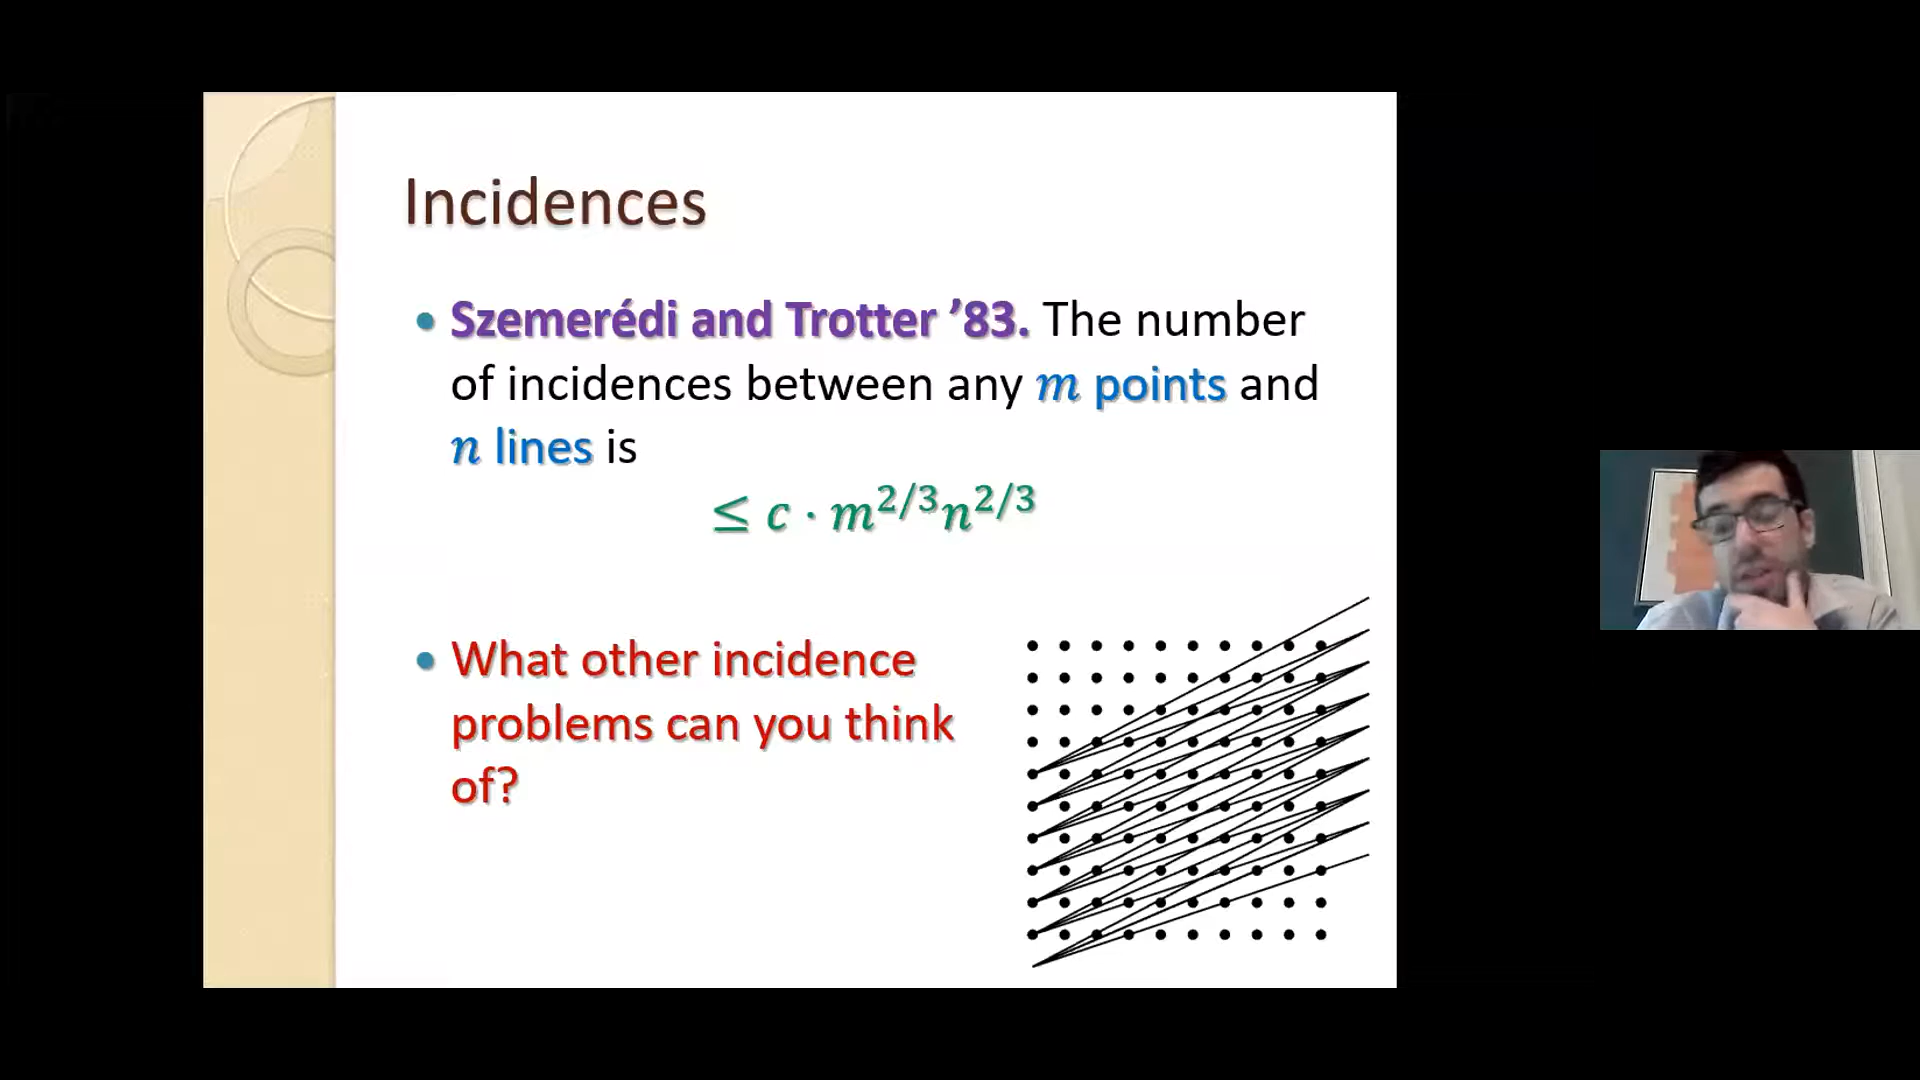 Incidences
• Szemerédi and Trotter ’83. The number
of incidences between any m points and
n lines is
≤ c · m^{2/3}n^{2/3}
• What other incidence
problems can you think
of?